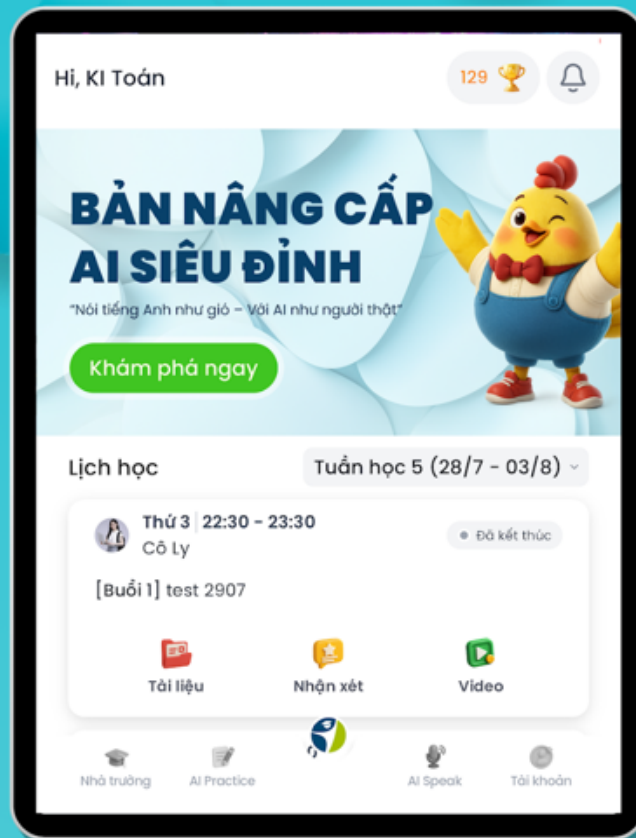 Hi, KI Toán
129
BẢN NÂNG CẤP
AI SIÊU ĐỈNH
"Nói tiếng Anh như gió – Với AI như người thật"
Khám phá ngay
Lịch học
Tuần học 5 (28/7 - 03/8)
Thứ 3 22:30 - 23:30
Cô Ly
Đã kết thúc
[Buổi 1] test 2907
Tài liệu
Nhận xét
Video
Nhà trường
AI Practice
AI Speak
Tài khoản